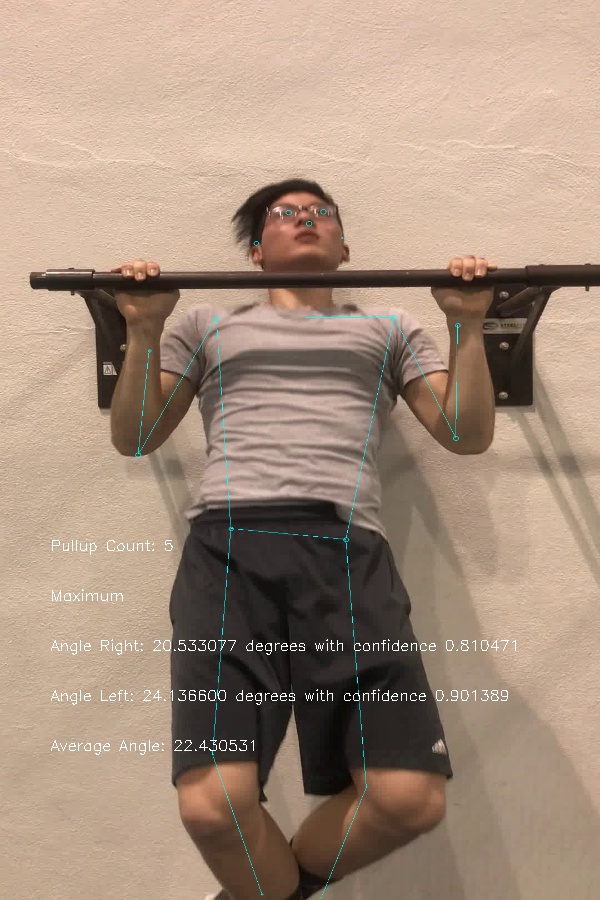 Pullup Count: 5
Maximum
Angle Right: 20.533077 degrees with confidence 0.810471
Angle Left: 24.136600 degrees with confidence 0.901389
Average Angle: 22.430531